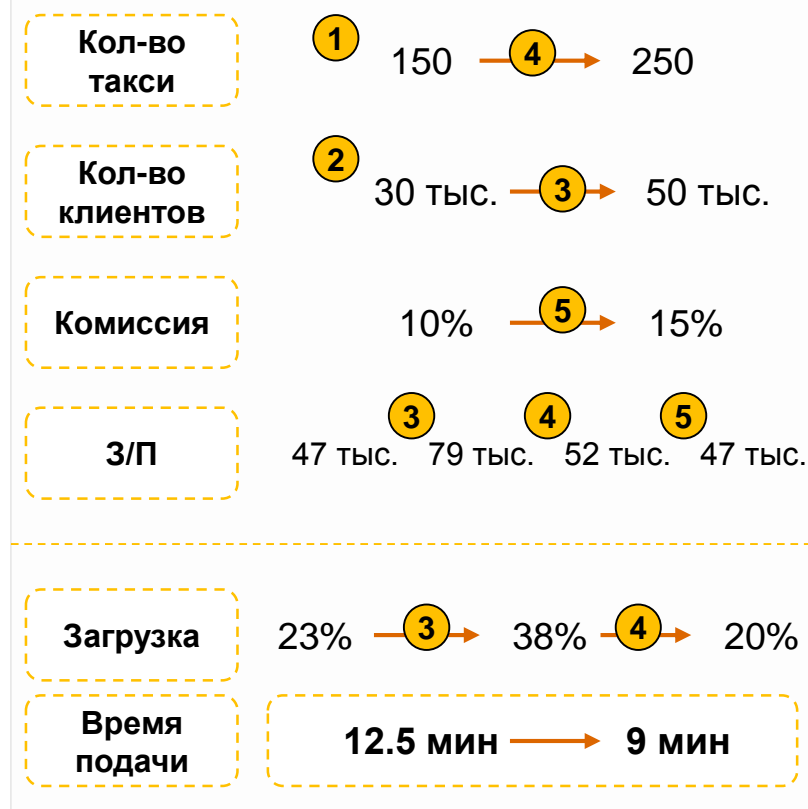 Кол-во
такси
1
150
4
250
Кол-во
клиентов
2
30 тыс.
3
50 тыс.
Комиссия
10%
5
15%
З/П
47 тыс.
3
79 тыс.
4
52 тыс.
5
47 тыс.
Загрузка
23%
3
38%
4
20%
Время
подачи
12.5 мин
9 мин